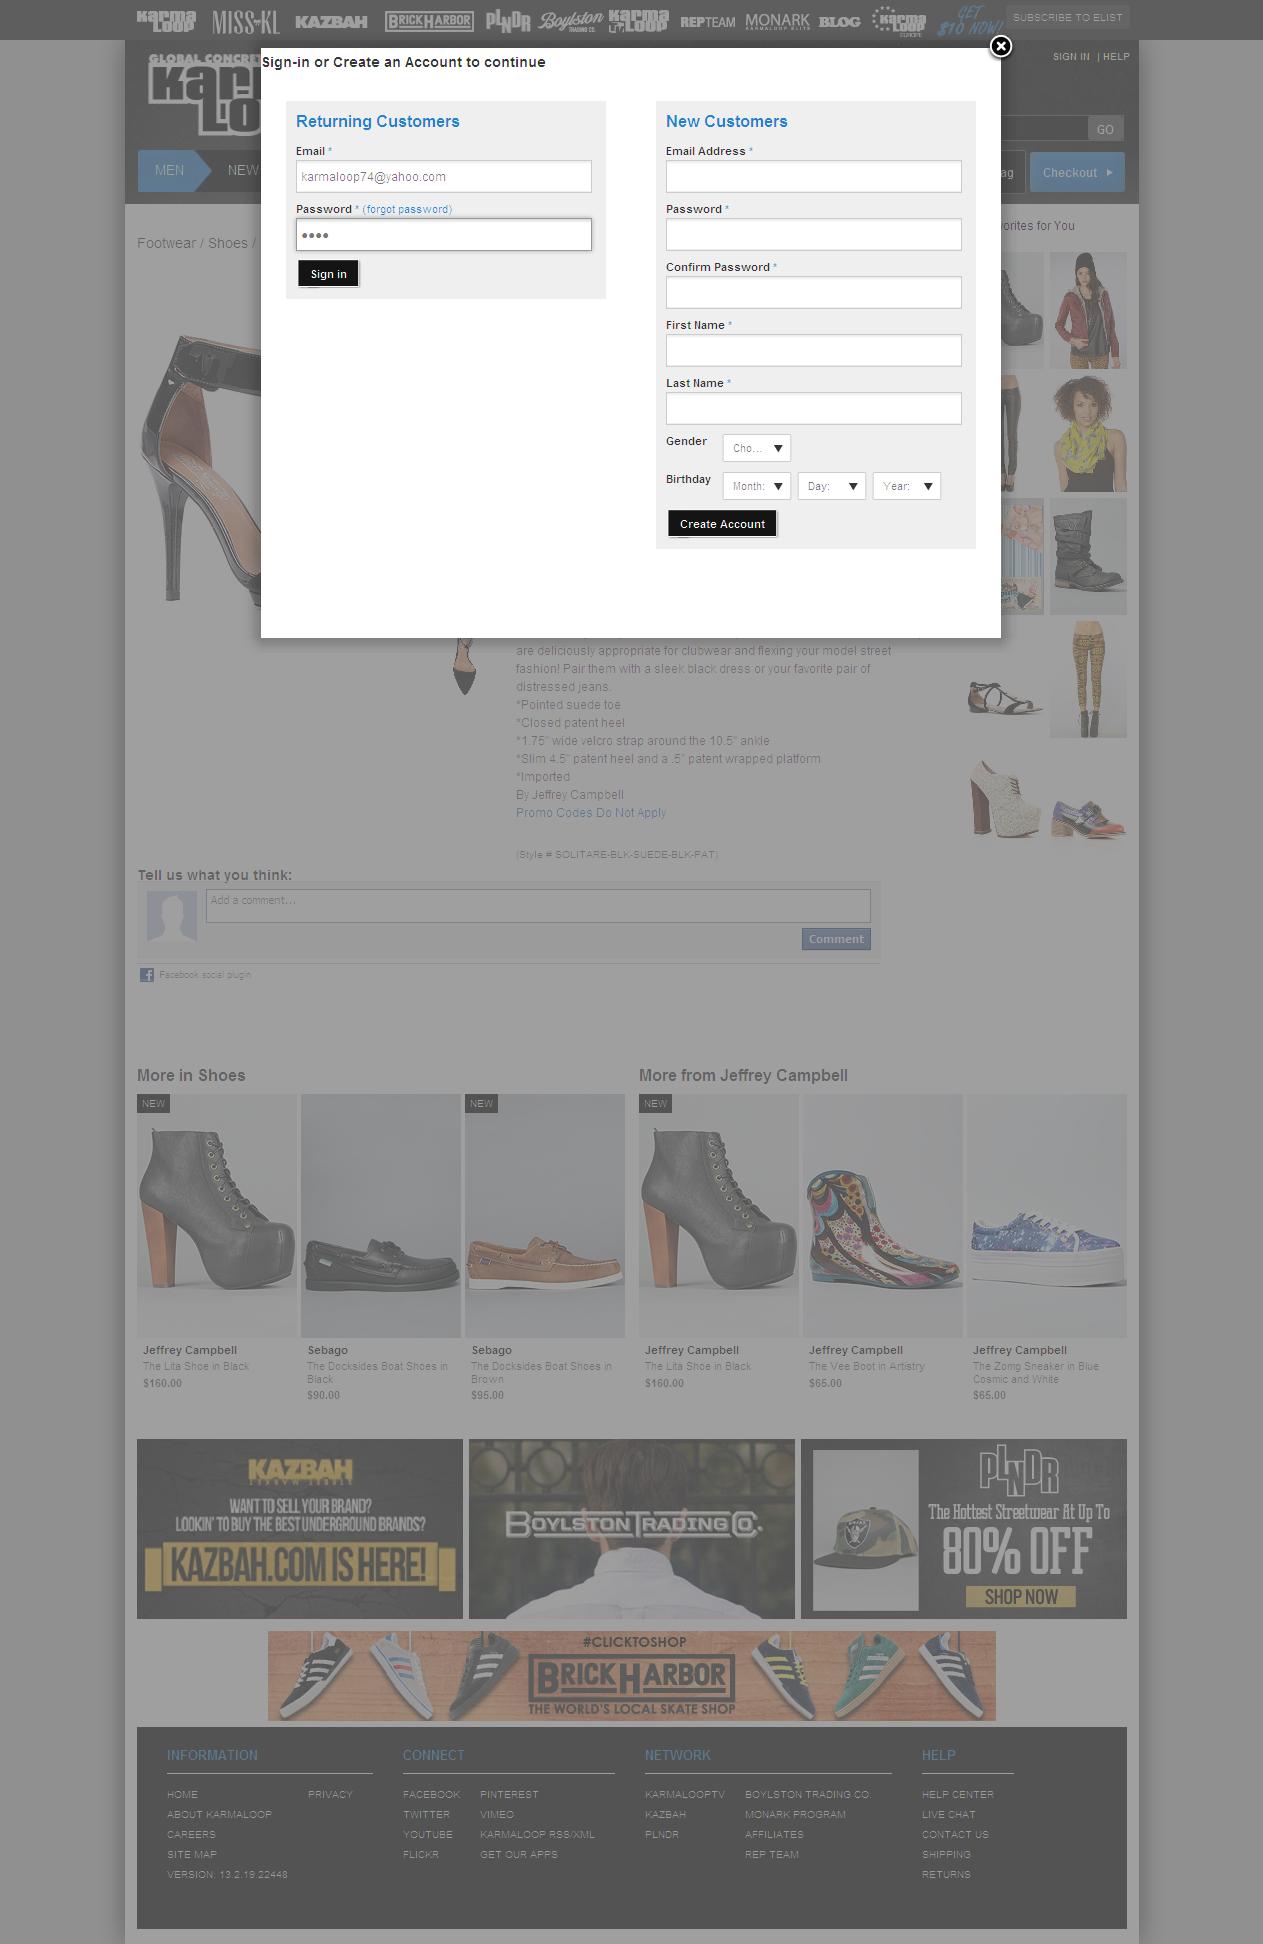 karma loop
MISS KL
KAZBAH
BRICKHARBOR
PLNDR
Boylston TRADING CO.
KARMA LOOP TV
REPTEAM
MONARK KARMALOOP ELITE
BLOG
karma loop EUROPE
GET $10 NOW!
SUBSCRIBE TO ELIST
GLOBAL CONCRETE
SIGN IN | HELP
GO
MEN
NEW
Checkout
Sign-in or Create an Account to continue
Returning Customers
Email *
karmaloop74@yahoo.com
Password * (forgot password)
Sign in
New Customers
Email Address *
Password *
Confirm Password *
First Name *
Last Name *
Gender Cho...
Birthday Month: Day: Year:
Create Account
Footwear / Shoes /
for You
are deliciously appropriate for clubwear and flexing your model street
fashion! Pair them with a sleek black dress or your favorite pair of
distressed jeans.
*Pointed suede toe
*Closed patent heel
*1.75" wide velcro strap around the 10.5" ankle
*Slim 4.5" patent heel and a .5" patent wrapped platform
*Imported
By Jeffrey Campbell
Promo Codes Do Not Apply
(Style # SOLITARE-BLK-SUEDE-BLK-PAT)
Tell us what you think:
Add a comment...
Comment
Facebook social plugin
More in Shoes
NEW
NEW
Jeffrey Campbell
The Lita Shoe in Black
$160.00
Sebago
The Docksides Boat Shoes in
Black
$90.00
Sebago
The Docksides Boat Shoes in
Brown
$95.00
More from Jeffrey Campbell
NEW
Jeffrey Campbell
The Lita Shoe in Black
$160.00
Jeffrey Campbell
The Vee Boot in Artistry
$65.00
Jeffrey Campbell
The Zomg Sneaker in Blue
Cosmic and White
$65.00
KAZBAH
WANT TO SELL YOUR BRAND?
LOOKIN' TO BUY THE BEST UNDERGROUND BRANDS?
KAZBAH.COM IS HERE!
BOYLSTON TRADING CO.
PLNDR
The Hottest Streetwear At Up To
80% OFF
SHOP NOW
#CLICKTOSHOP
BRICKHARBOR
THE WORLD'S LOCAL SKATE SHOP
INFORMATION
HOME
ABOUT KARMALOOP
CAREERS
SITE MAP
VERSION: 13.2.19.22448
PRIVACY
CONNECT
FACEBOOK
TWITTER
YOUTUBE
FLICKR
PINTEREST
VIMEO
KARMALOOP RSS/XML
GET OUR APPS
NETWORK
KARMALOOPTV
KAZBAH
PLNDR
BOYLSTON TRADING CO.
MONARK PROGRAM
AFFILIATES
REP TEAM
HELP
HELP CENTER
LIVE CHAT
CONTACT US
SHIPPING
RETURNS